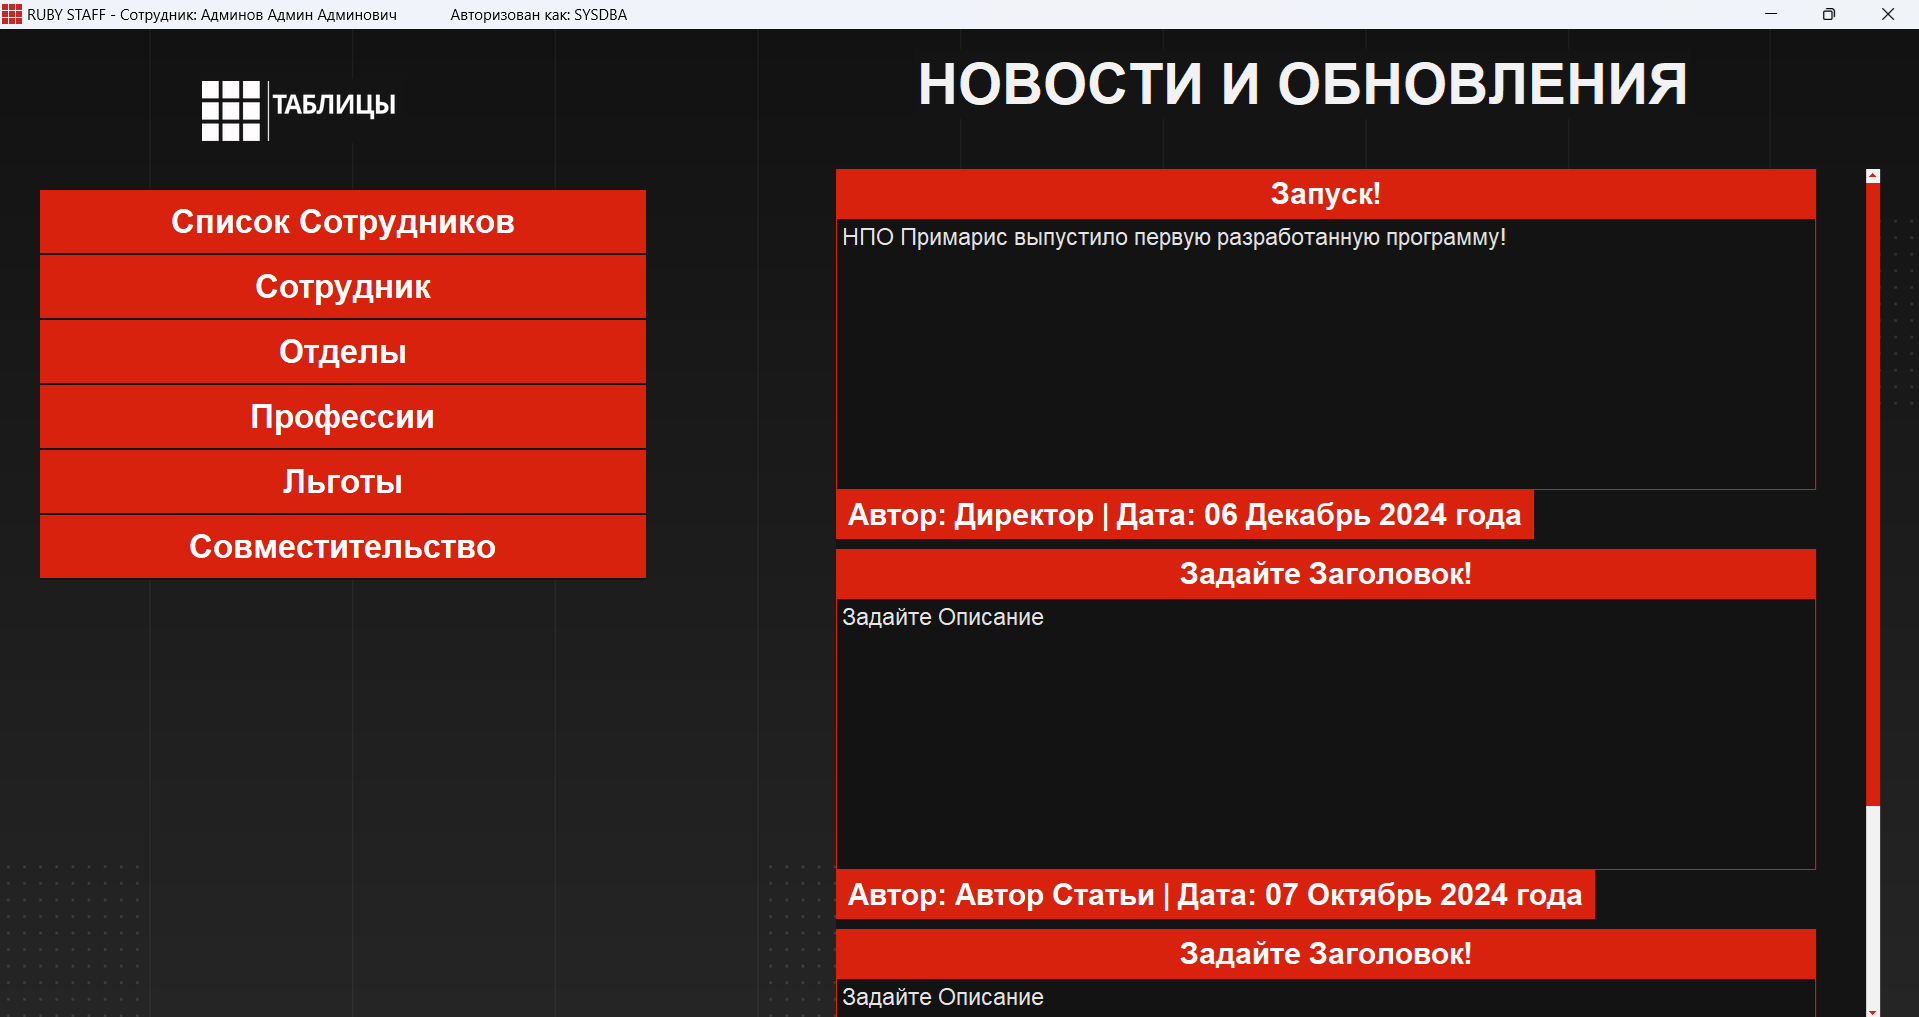 RUBY STAFF - Сотрудник: Админов Админ Админович Авторизован как: SYSDBA
ТАБЛИЦЫ
Список Сотрудников
Сотрудник
Отделы
Профессии
Льготы
Совместительство
НОВОСТИ И ОБНОВЛЕНИЯ
Запуск!
НПО Примарис выпустило первую разработанную программу!
Автор: Директор | Дата: 06 Декабрь 2024 года
Задайте Заголовок!
Задайте Описание
Автор: Автор Статьи | Дата: 07 Октябрь 2024 года
Задайте Заголовок!
Задайте Описание